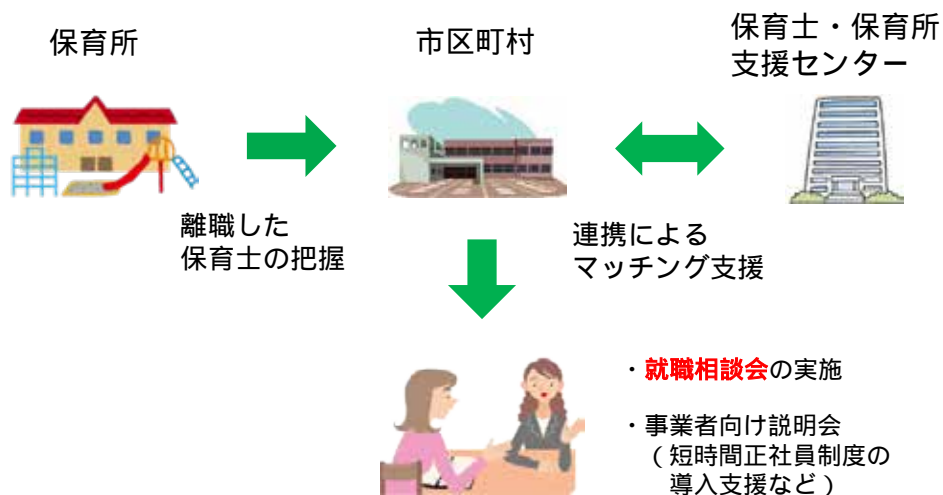 保育所
市区町村
保育士・保育所
支援センター
離職した
保育士の把握
連携による
マッチング支援
・就職相談会の実施
・事業者向け説明会
（短時間正社員制度の
導入支援など）